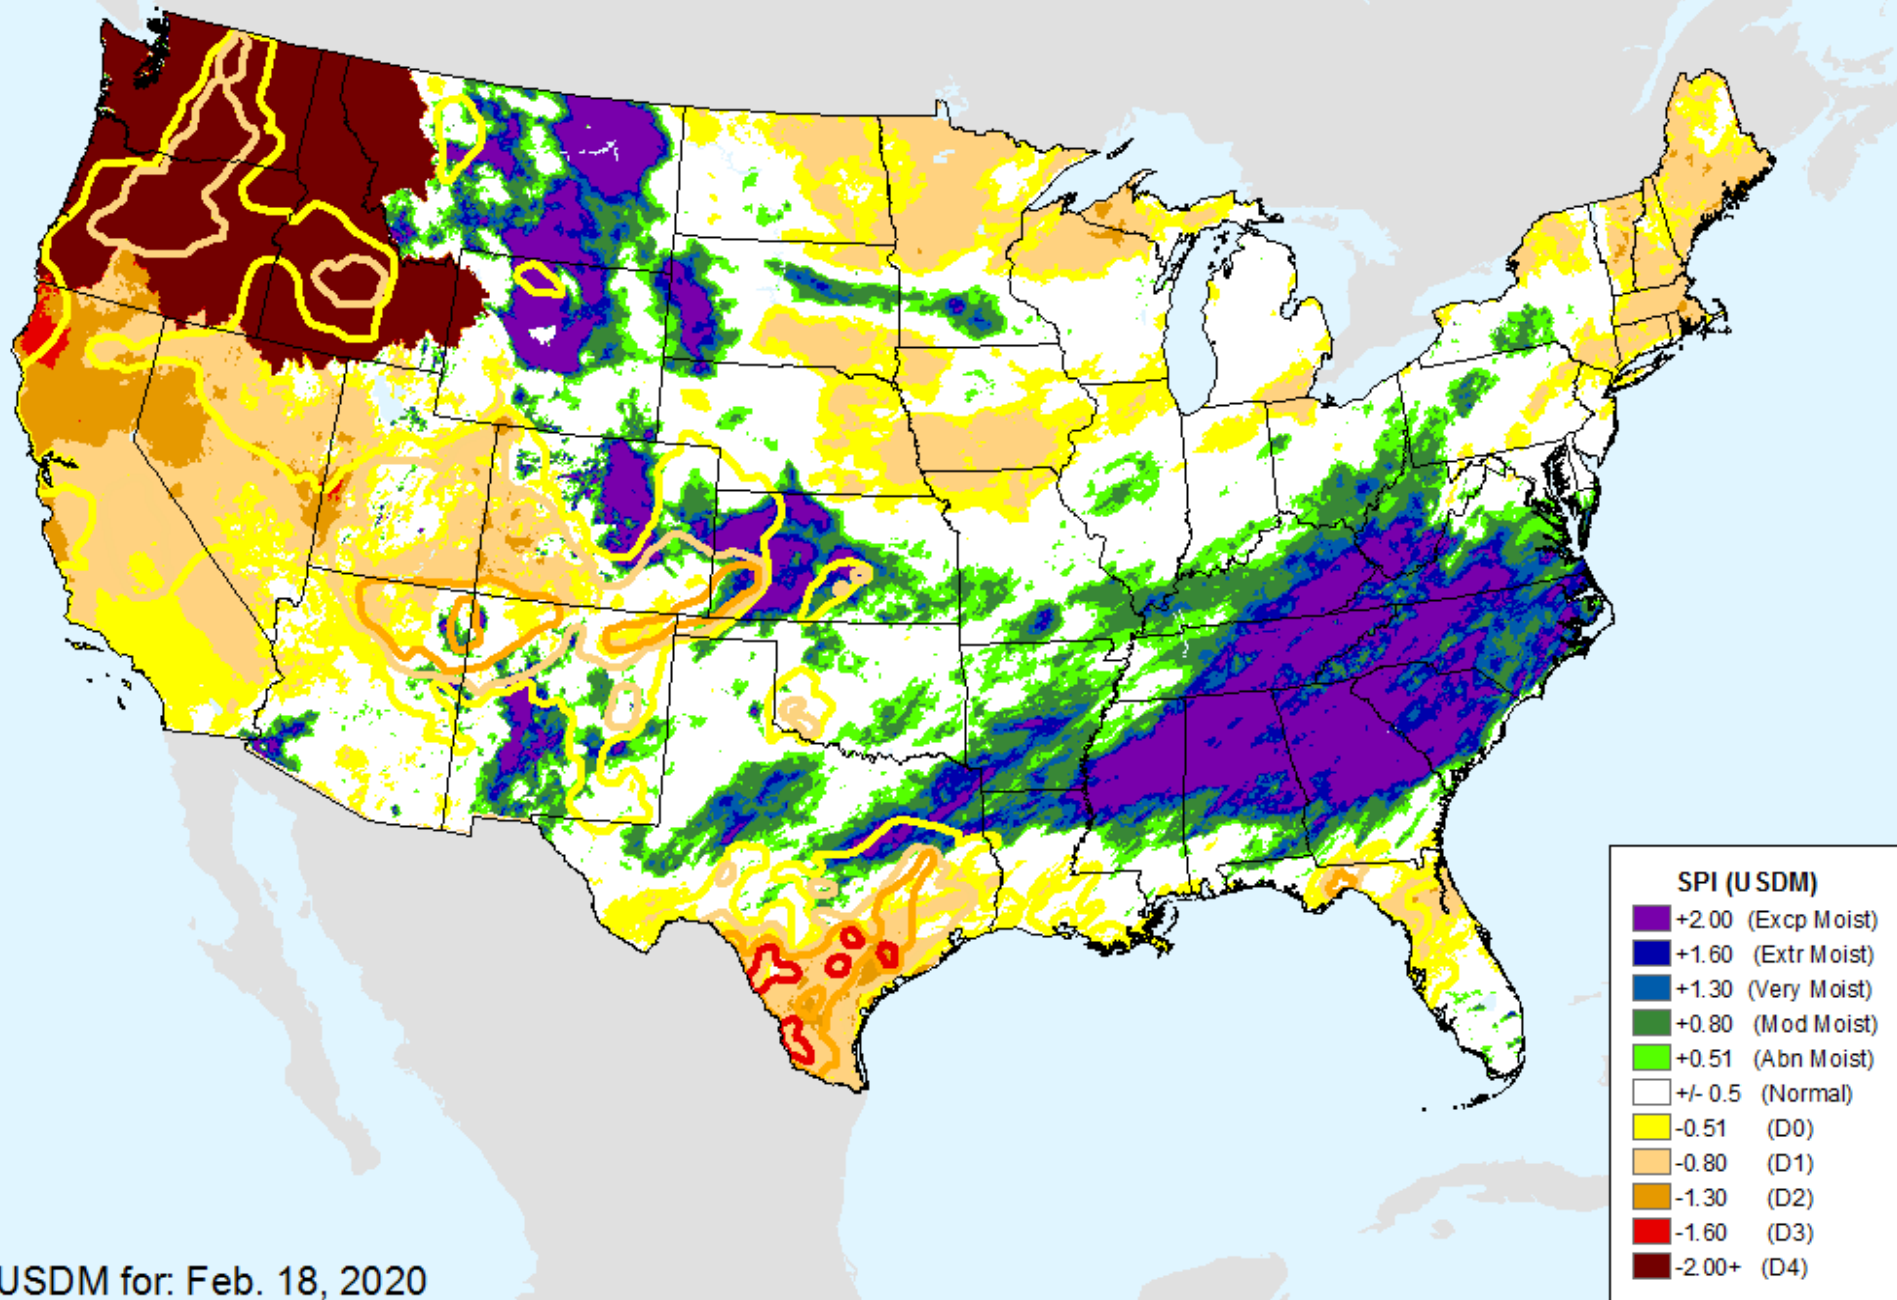 SPI (USDM)
+2.00 (Excp Moist)
+1.60 (Extr Moist)
+1.30 (Very Moist)
+0.80 (Mod Moist)
+0.51 (Abn Moist)
+/- 0.5 (Normal)
-0.51 (D0)
-0.80 (D1)
-1.30 (D2)
-1.60 (D3)
-2.00+ (D4)
USDM for: Feb. 18, 2020